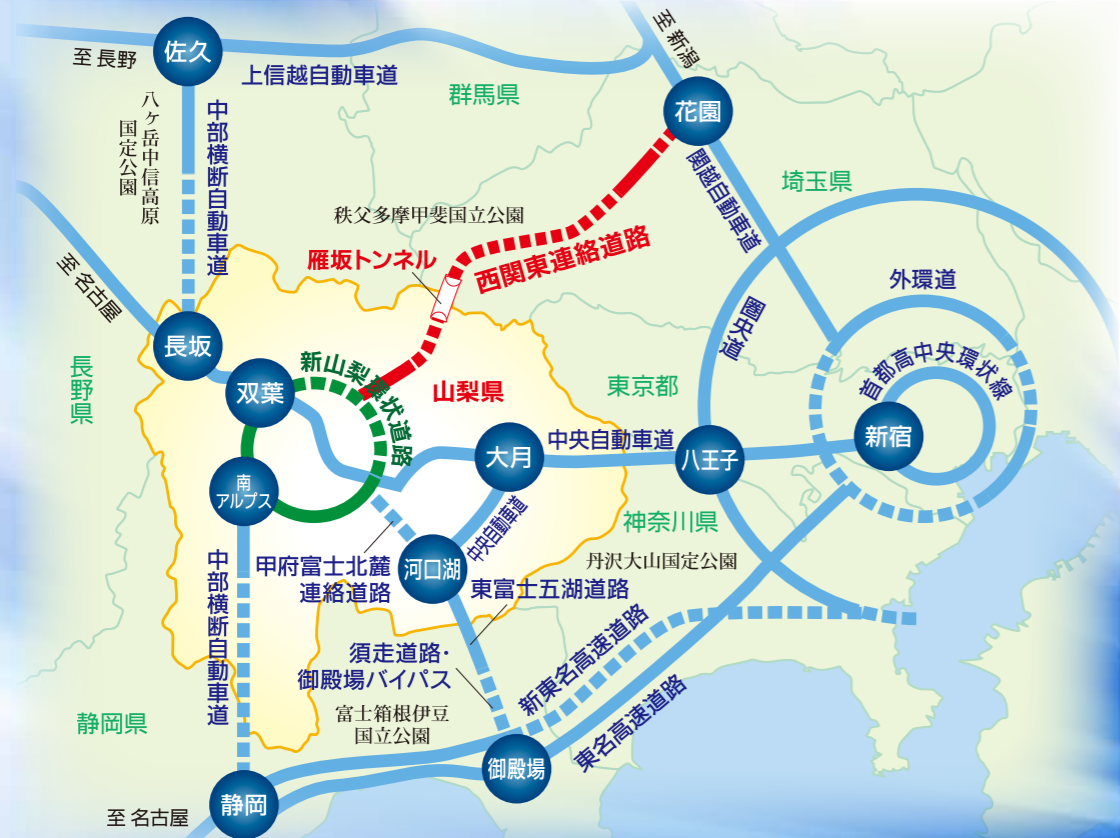 至 長野
佐久
上信越自動車道
至 新潟
群馬県
花園
八ヶ岳中信高原
国定公園
中部横断自動車道
関越自動車道
埼玉県
秩父多摩甲斐国立公園
雁坂トンネル
西関東連絡道路
至 名古屋
外環道
圏央道
首都高中央環状線
長坂
長野県
双葉
新山梨環状道路
山梨県
東京都
新宿
大月
中央自動車道
八王子
南
アルプス
中央自動車道
神奈川県
丹沢大山国定公園
甲府富士北麓
連絡道路
河口湖
東富士五湖道路
中部横断自動車道
須走道路・
御殿場バイパス
新東名高速道路
東名高速道路
富士箱根伊豆
国立公園
静岡県
御殿場
静岡
至 名古屋